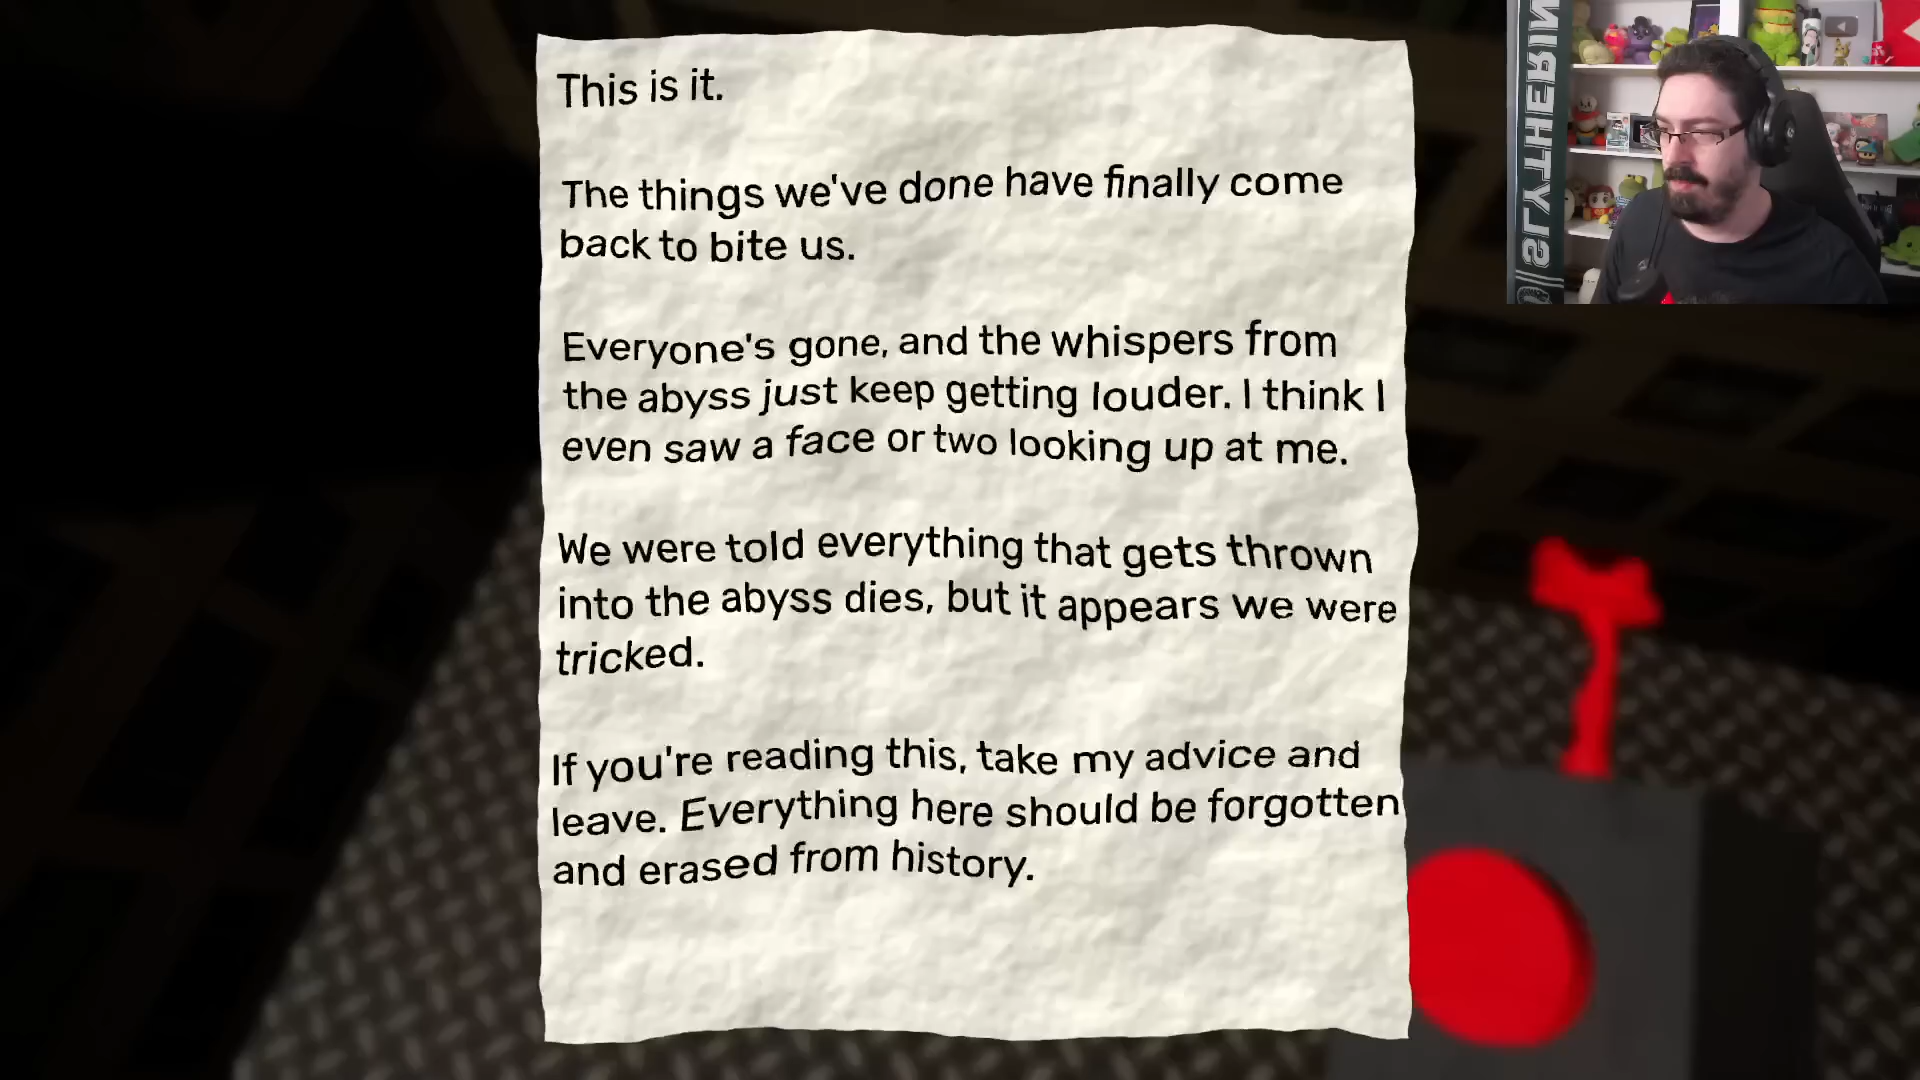 This is it.
The things we've done have finally come
back to bite us.
Everyone's gone, and the whispers from
the abyss just keep getting louder. I think I
even saw a face or two looking up at me.
We were told everything that gets thrown
into the abyss dies, but it appears we were
tricked.
If you're reading this, take my advice and
leave. Everything here should be forgotten
and erased from history.
SLYTHERIN